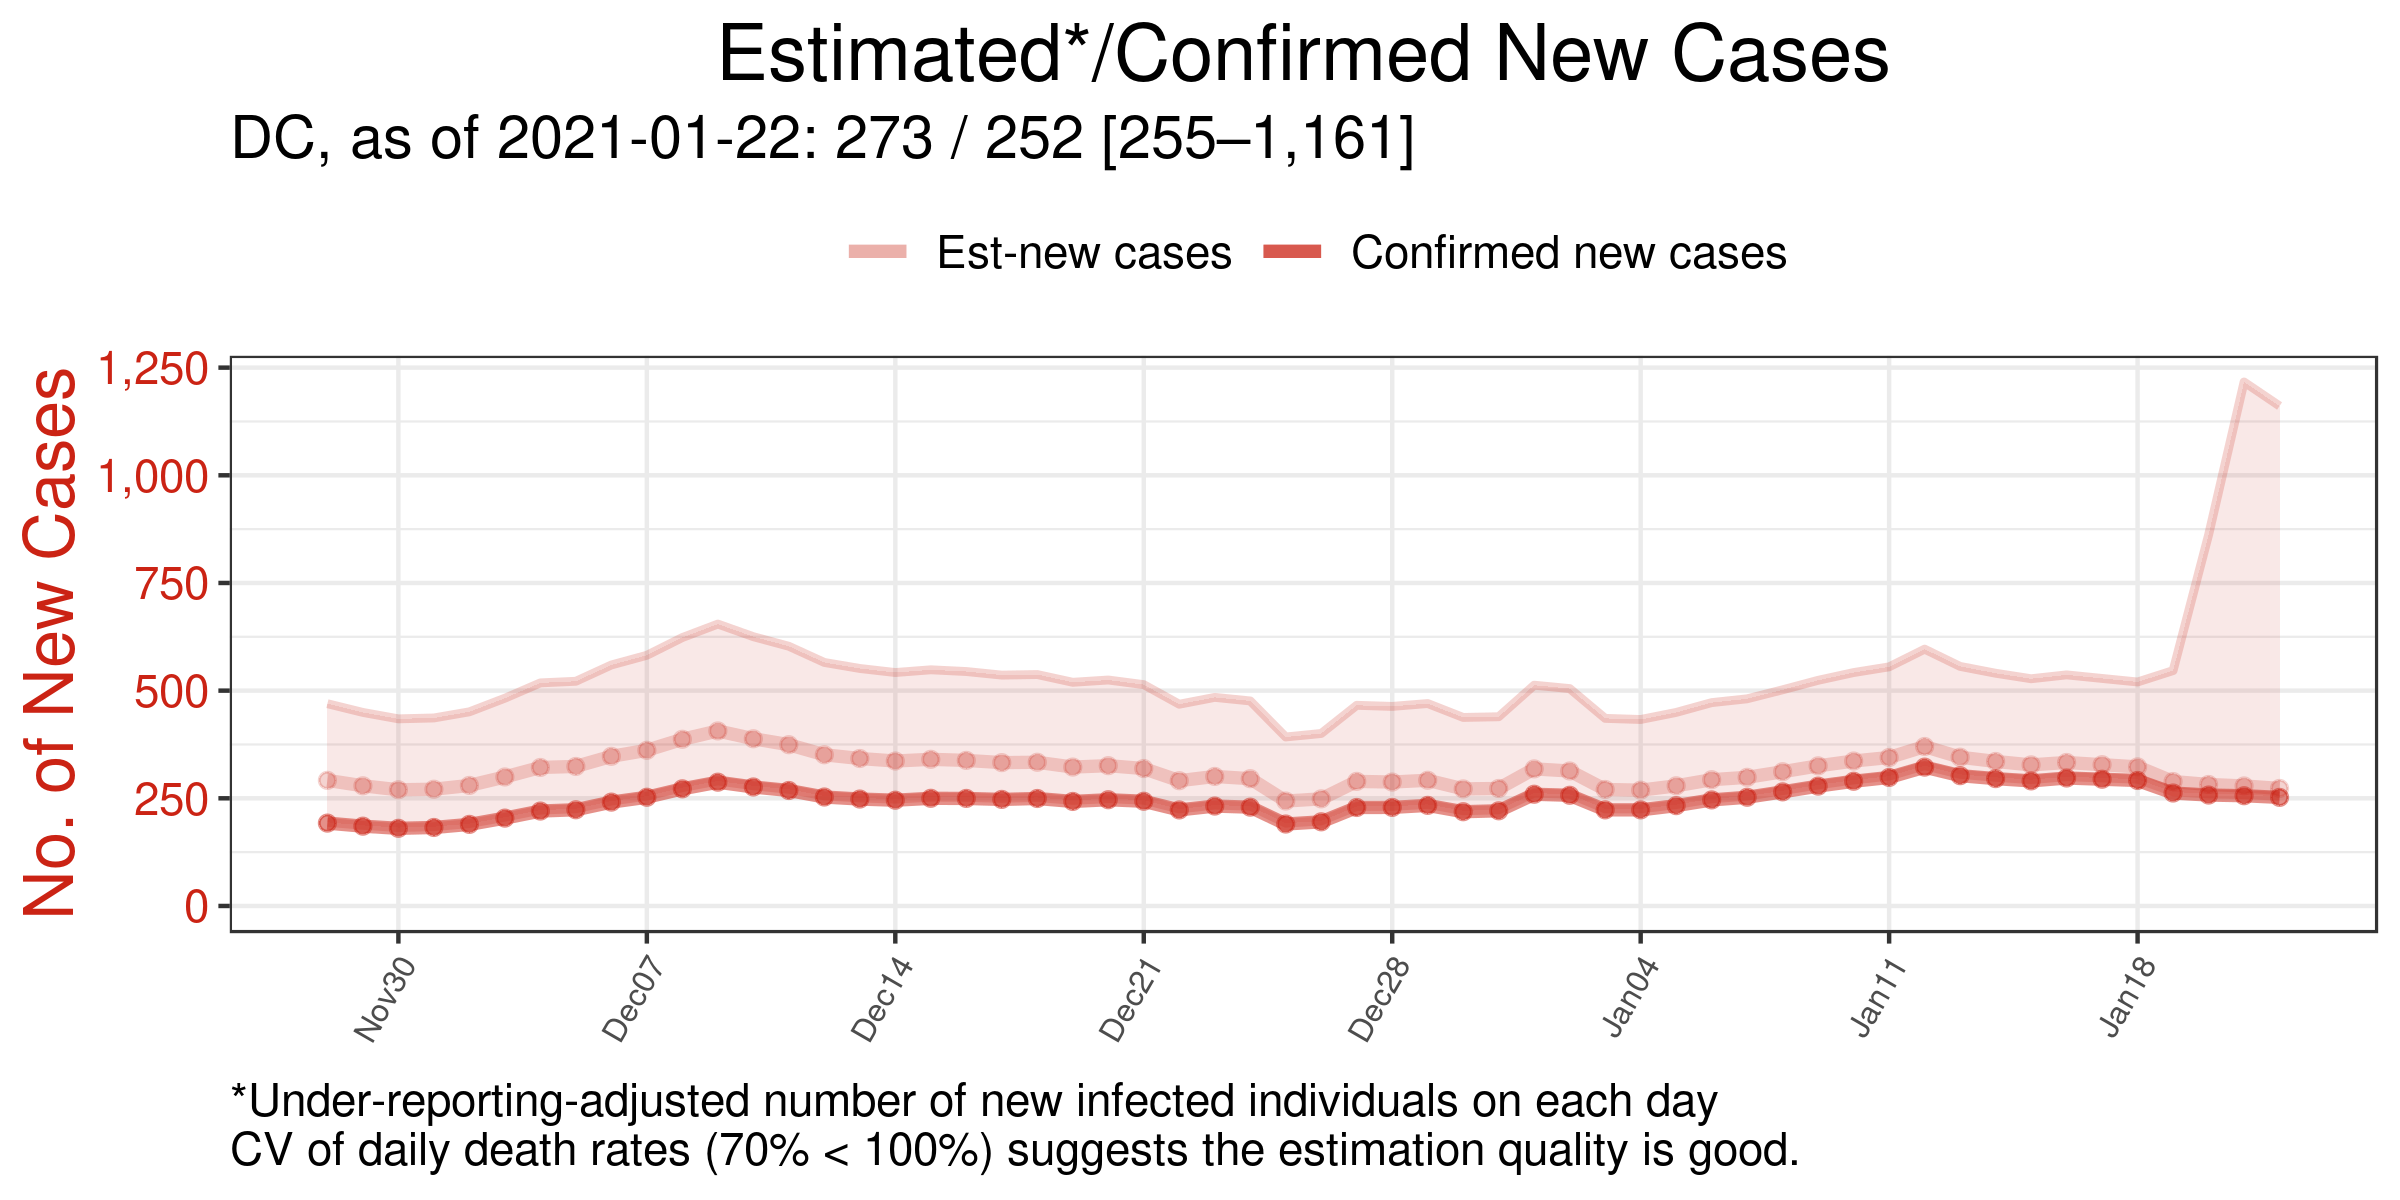 Estimated*/Confirmed New Cases
DC, as of 2021-01-22: 273 / 252 [255–1,161]
Est-new cases
Confirmed new cases
No. of New Cases
1,250
1,000
750
500
250
0
Nov30
Dec07
Dec14
Dec21
Dec28
Jan04
Jan11
Jan18
*Under-reporting-adjusted number of new infected individuals on each day
CV of daily death rates (70% < 100%) suggests the estimation quality is good.